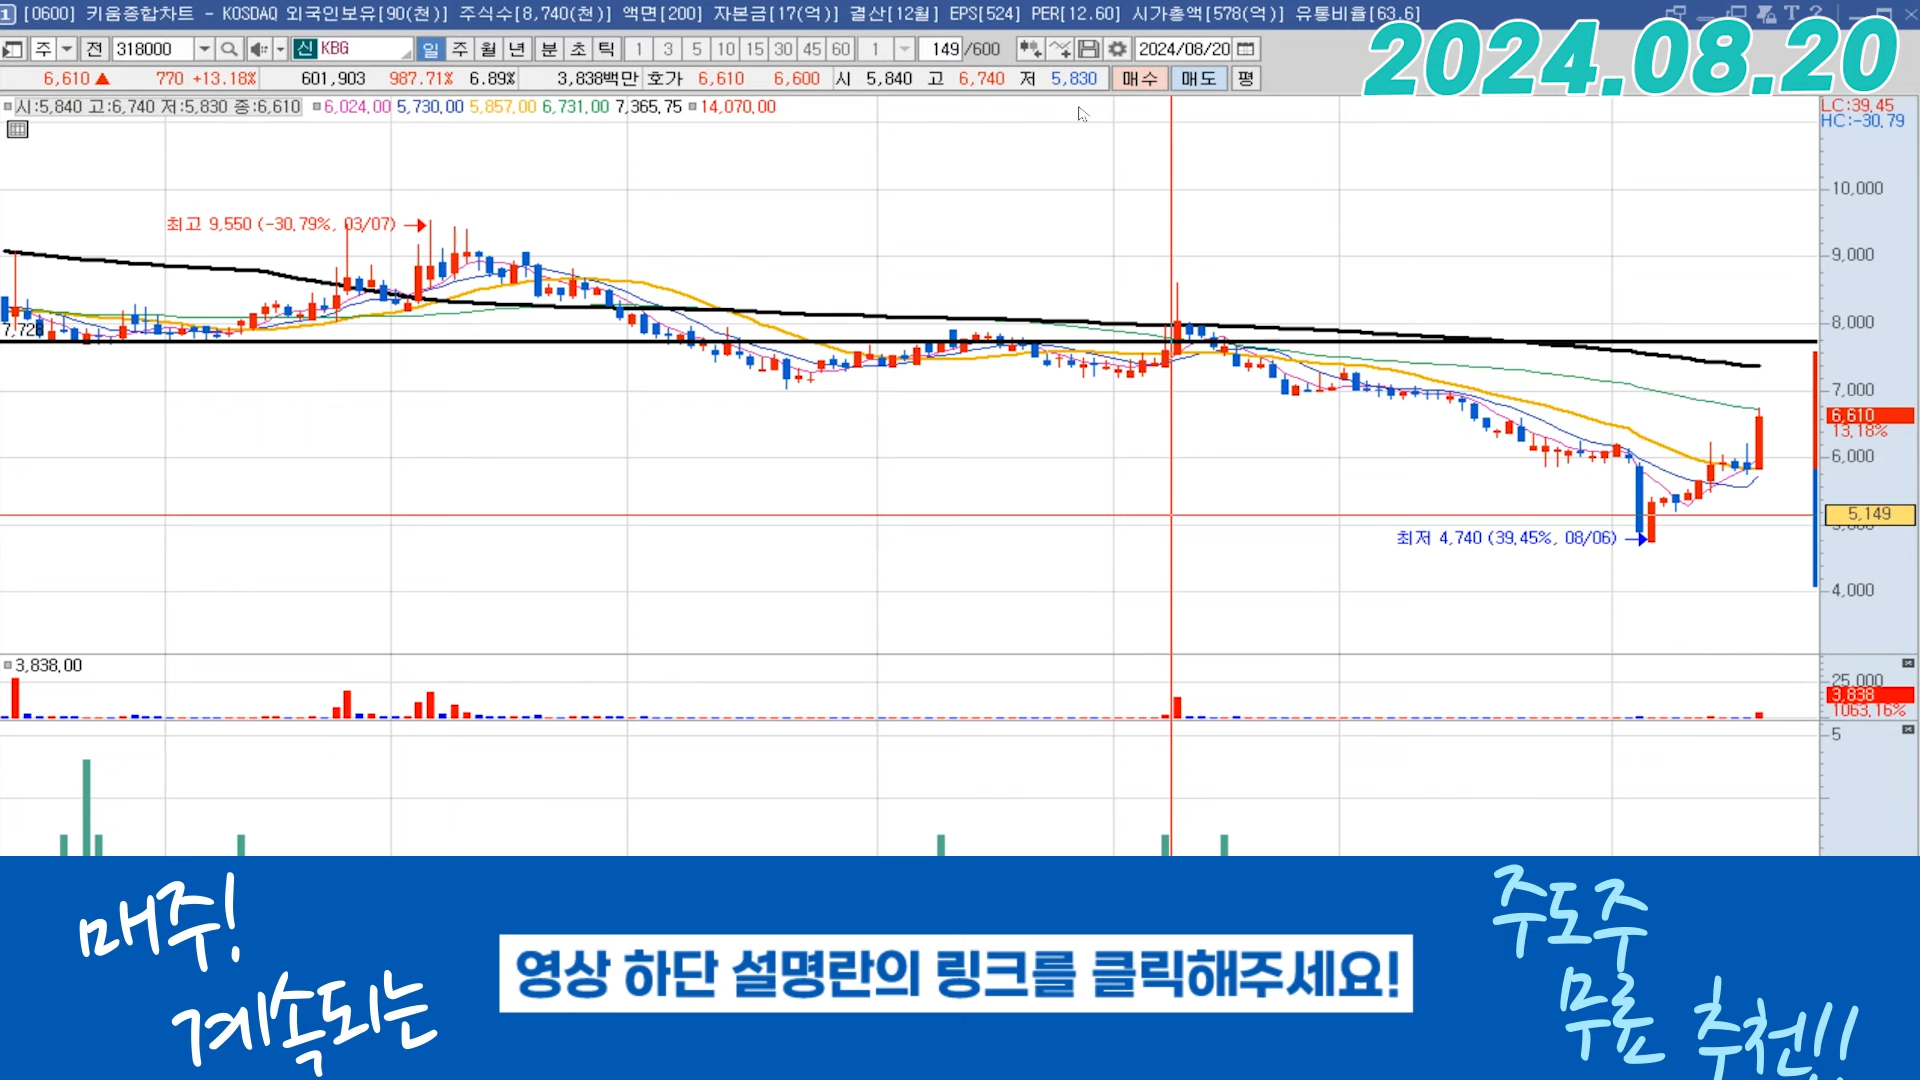 1 [0600] 키움종합차트 - KOSDAQ 외국인보유[90(천)] 주식수[8,740(천)] 액면[200] 자본금[17(억)] 결산[12월] EPS[524] PER[12.60] 시가총액[578(억)] 유통비율[63.6]
2024.08.20
주 전 318000 신 KBG 일 주 월 년 분 초 틱 1 3 5 10 15 30 45 60 1 149 /600 2024/08/20
6,610 ▲ 770 +13.18% 601,903 987.71% 6.89% 3,838백만 호가 6,610 6,600 시 5,840 고 6,740 저 5,830 매수 매도 평
시:5,840 고:6,740 저:5,830 종:6,610 6,024.00 5,730.00 5,857.00 6,731.00 7,365.75 14,070.00
LC:39.45
HC:-30.79
10,000
최고 9,550 (-30.79%, 03/07)
9,000
8,000
7,728
7,000
6,610
13.18%
6,000
5,149
최저 4,740 (39.45%, 08/06)
4,000
3,838.00
25,000
3,838
1063.16%
5
매주!
계속되는
영상 하단 설명란의 링크를 클릭해주세요!
주도주
무료 추천!!